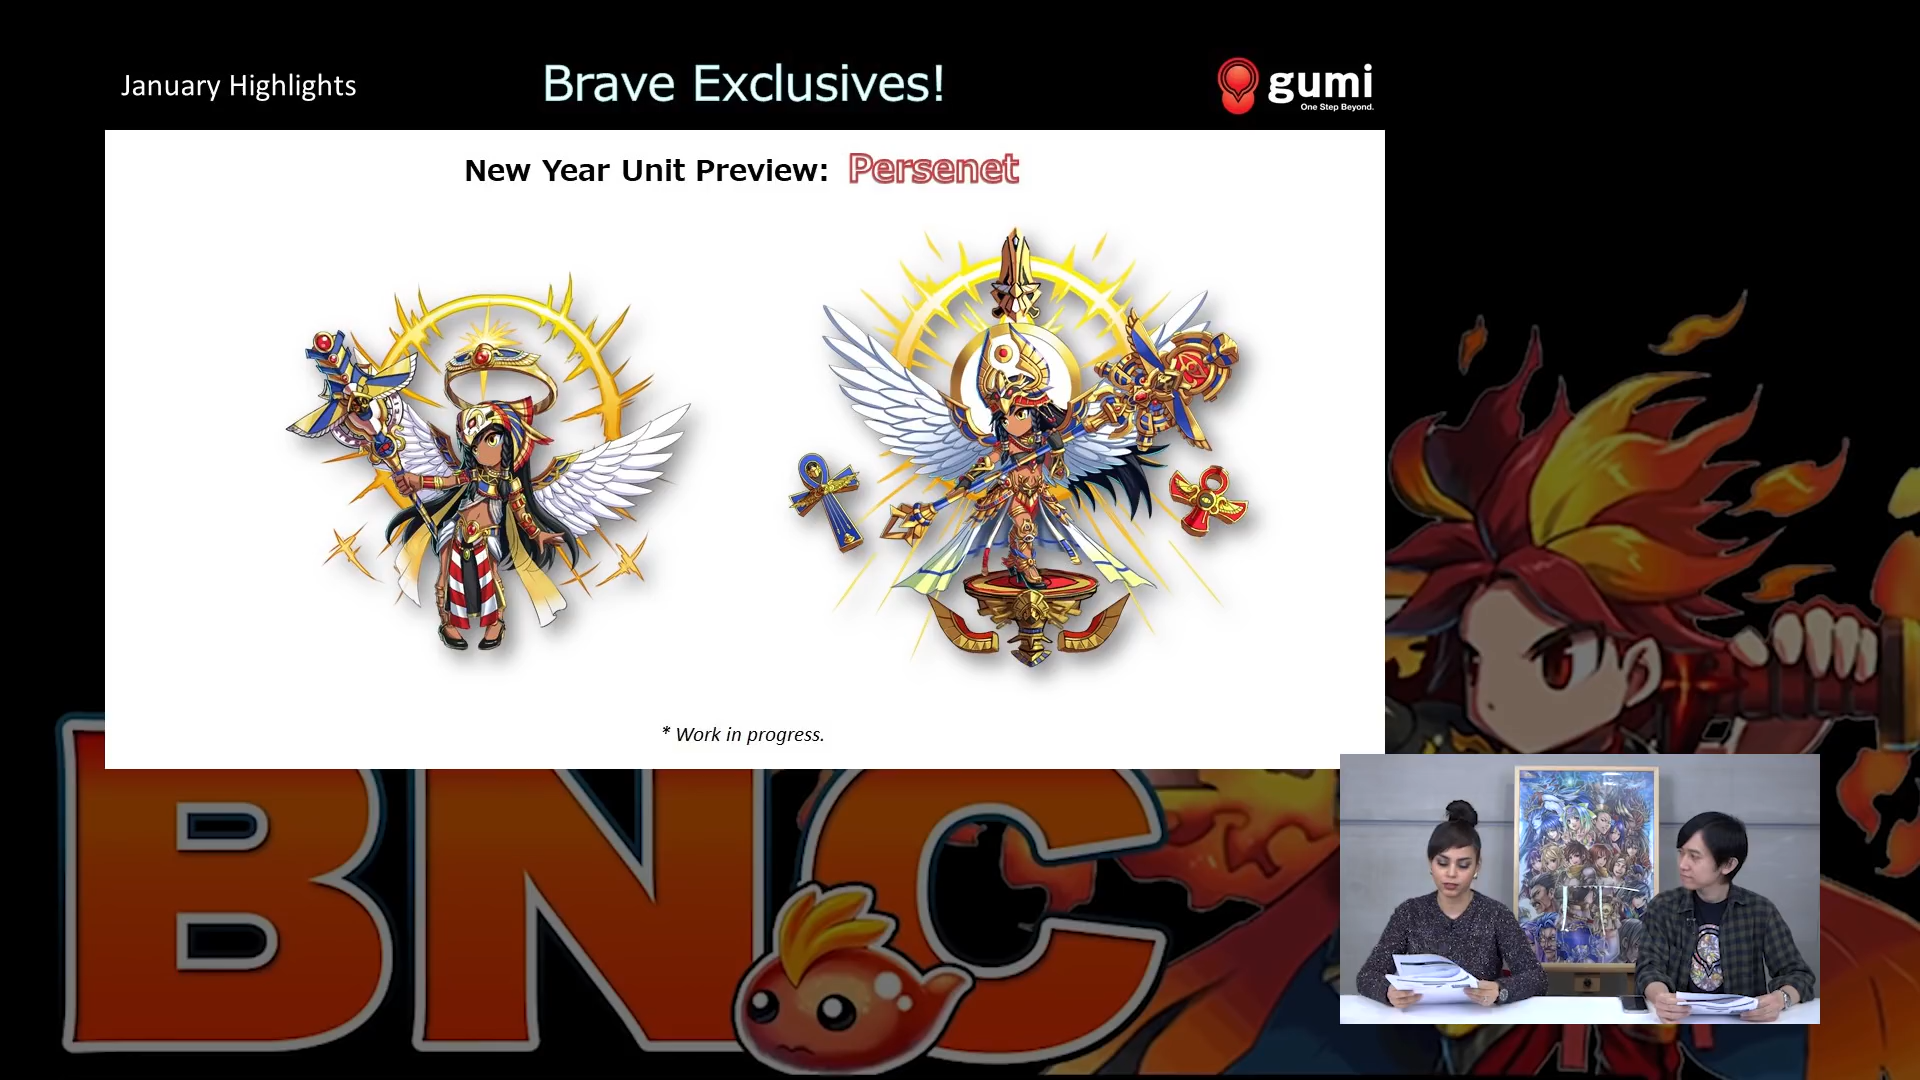 January Highlights
Brave Exclusives!
gumi
One Step Beyond.
New Year Unit Preview: Persenet
* Work in progress.
BNC